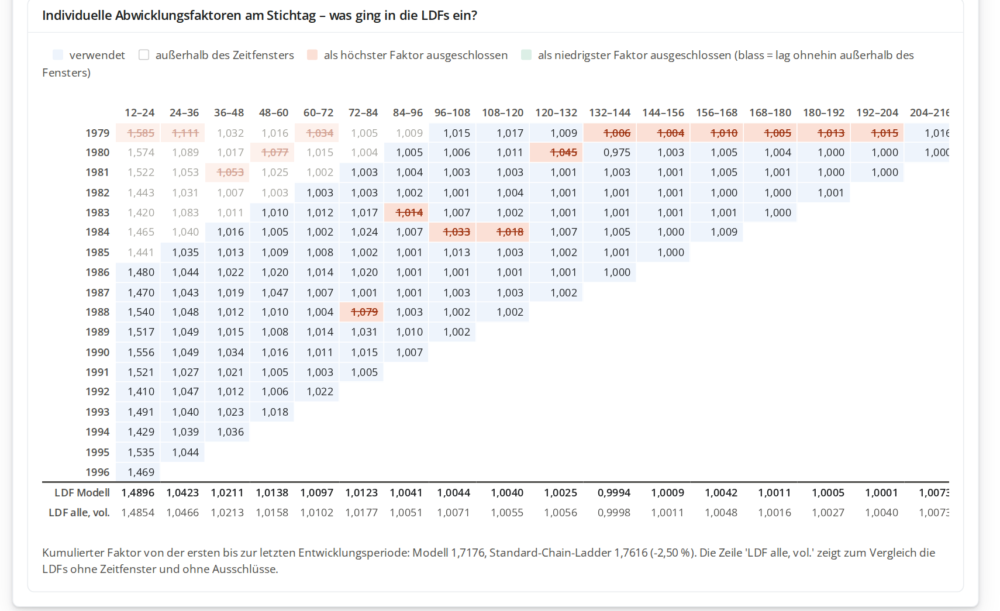 Individuelle Abwicklungsfaktoren am Stichtag – was ging in die LDFs ein?
verwendet außerhalb des Zeitfensters als höchster Faktor ausgeschlossen als niedrigster Faktor ausgeschlossen (blass = lag ohnehin außerhalb des
Fensters)
12–24 24–36 36–48 48–60 60–72 72–84 84–96 96–108 108–120 120–132 132–144 144–156 156–168 168–180 180–192 192–204 204–216
1979 1,585 1,111 1,032 1,016 1,034 1,005 1,009 1,015 1,017 1,009 1,006 1,004 1,010 1,005 1,013 1,015 1,016
1980 1,574 1,089 1,017 1,077 1,015 1,004 1,005 1,006 1,011 1,045 0,975 1,003 1,005 1,004 1,000 1,000 1,000
1981 1,522 1,053 1,053 1,025 1,002 1,003 1,004 1,003 1,003 1,001 1,003 1,001 1,005 1,001 1,000 1,000
1982 1,443 1,031 1,007 1,003 1,003 1,003 1,002 1,001 1,004 1,001 1,001 1,001 1,000 1,000 1,001
1983 1,420 1,083 1,011 1,010 1,012 1,017 1,014 1,007 1,002 1,001 1,001 1,001 1,001 1,000
1984 1,465 1,040 1,016 1,005 1,002 1,024 1,007 1,033 1,018 1,007 1,005 1,000 1,009
1985 1,441 1,035 1,013 1,009 1,008 1,002 1,001 1,013 1,003 1,002 1,001 1,000
1986 1,480 1,044 1,022 1,020 1,014 1,020 1,001 1,001 1,001 1,001 1,000
1987 1,470 1,043 1,019 1,047 1,007 1,001 1,001 1,003 1,003 1,002
1988 1,540 1,048 1,012 1,010 1,004 1,079 1,003 1,002 1,002
1989 1,517 1,049 1,015 1,008 1,014 1,031 1,010 1,002
1990 1,556 1,049 1,034 1,016 1,011 1,015 1,007
1991 1,521 1,027 1,021 1,005 1,003 1,005
1992 1,410 1,047 1,012 1,006 1,022
1993 1,491 1,040 1,023 1,018
1994 1,429 1,039 1,036
1995 1,535 1,044
1996 1,469
LDF Modell 1,4896 1,0423 1,0211 1,0138 1,0097 1,0123 1,0041 1,0044 1,0040 1,0025 0,9994 1,0009 1,0042 1,0011 1,0005 1,0001 1,0073
LDF alle, vol. 1,4854 1,0466 1,0213 1,0158 1,0102 1,0177 1,0051 1,0071 1,0055 1,0056 0,9998 1,0011 1,0048 1,0016 1,0027 1,0040 1,0073
Kumulierter Faktor von der ersten bis zur letzten Entwicklungsperiode: Modell 1,7176, Standard-Chain-Ladder 1,7616 (-2,50 %). Die Zeile 'LDF alle, vol.' zeigt zum Vergleich die
LDFs ohne Zeitfenster und ohne Ausschlüsse.